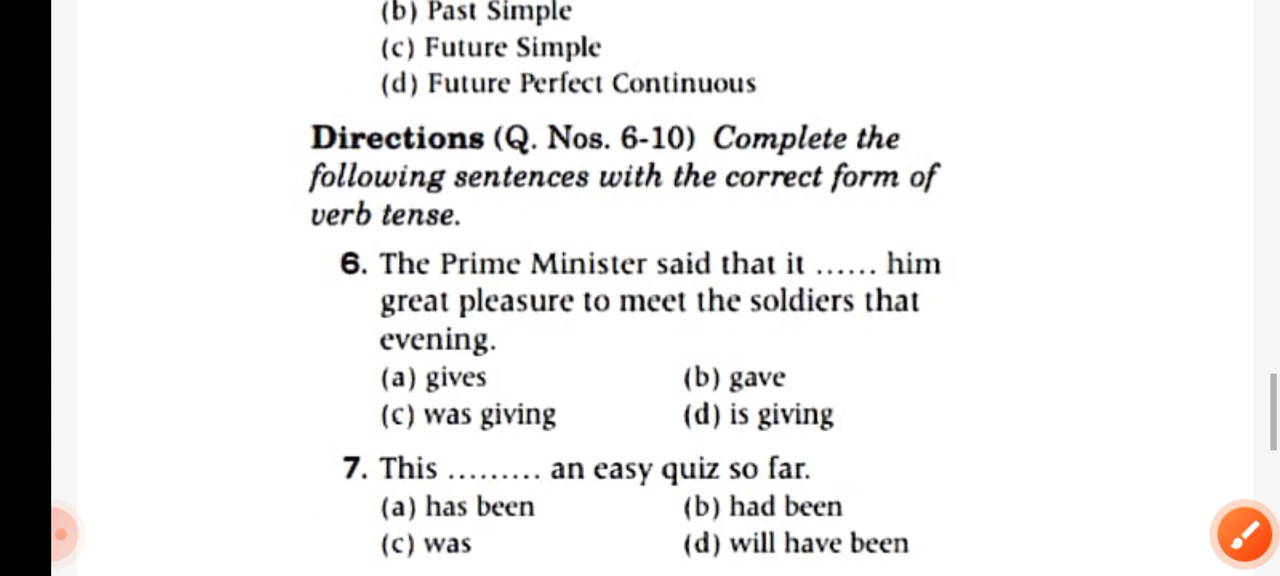 (b) Past Simple
(c) Future Simple
(d) Future Perfect Continuous
Directions (Q. Nos. 6-10) Complete the
following sentences with the correct form of
verb tense.
6. The Prime Minister said that it ...... him
great pleasure to meet the soldiers that
evening.
(a) gives (b) gave
(c) was giving (d) is giving
7. This ......... an easy quiz so far.
(a) has been (b) had been
(c) was (d) will have been